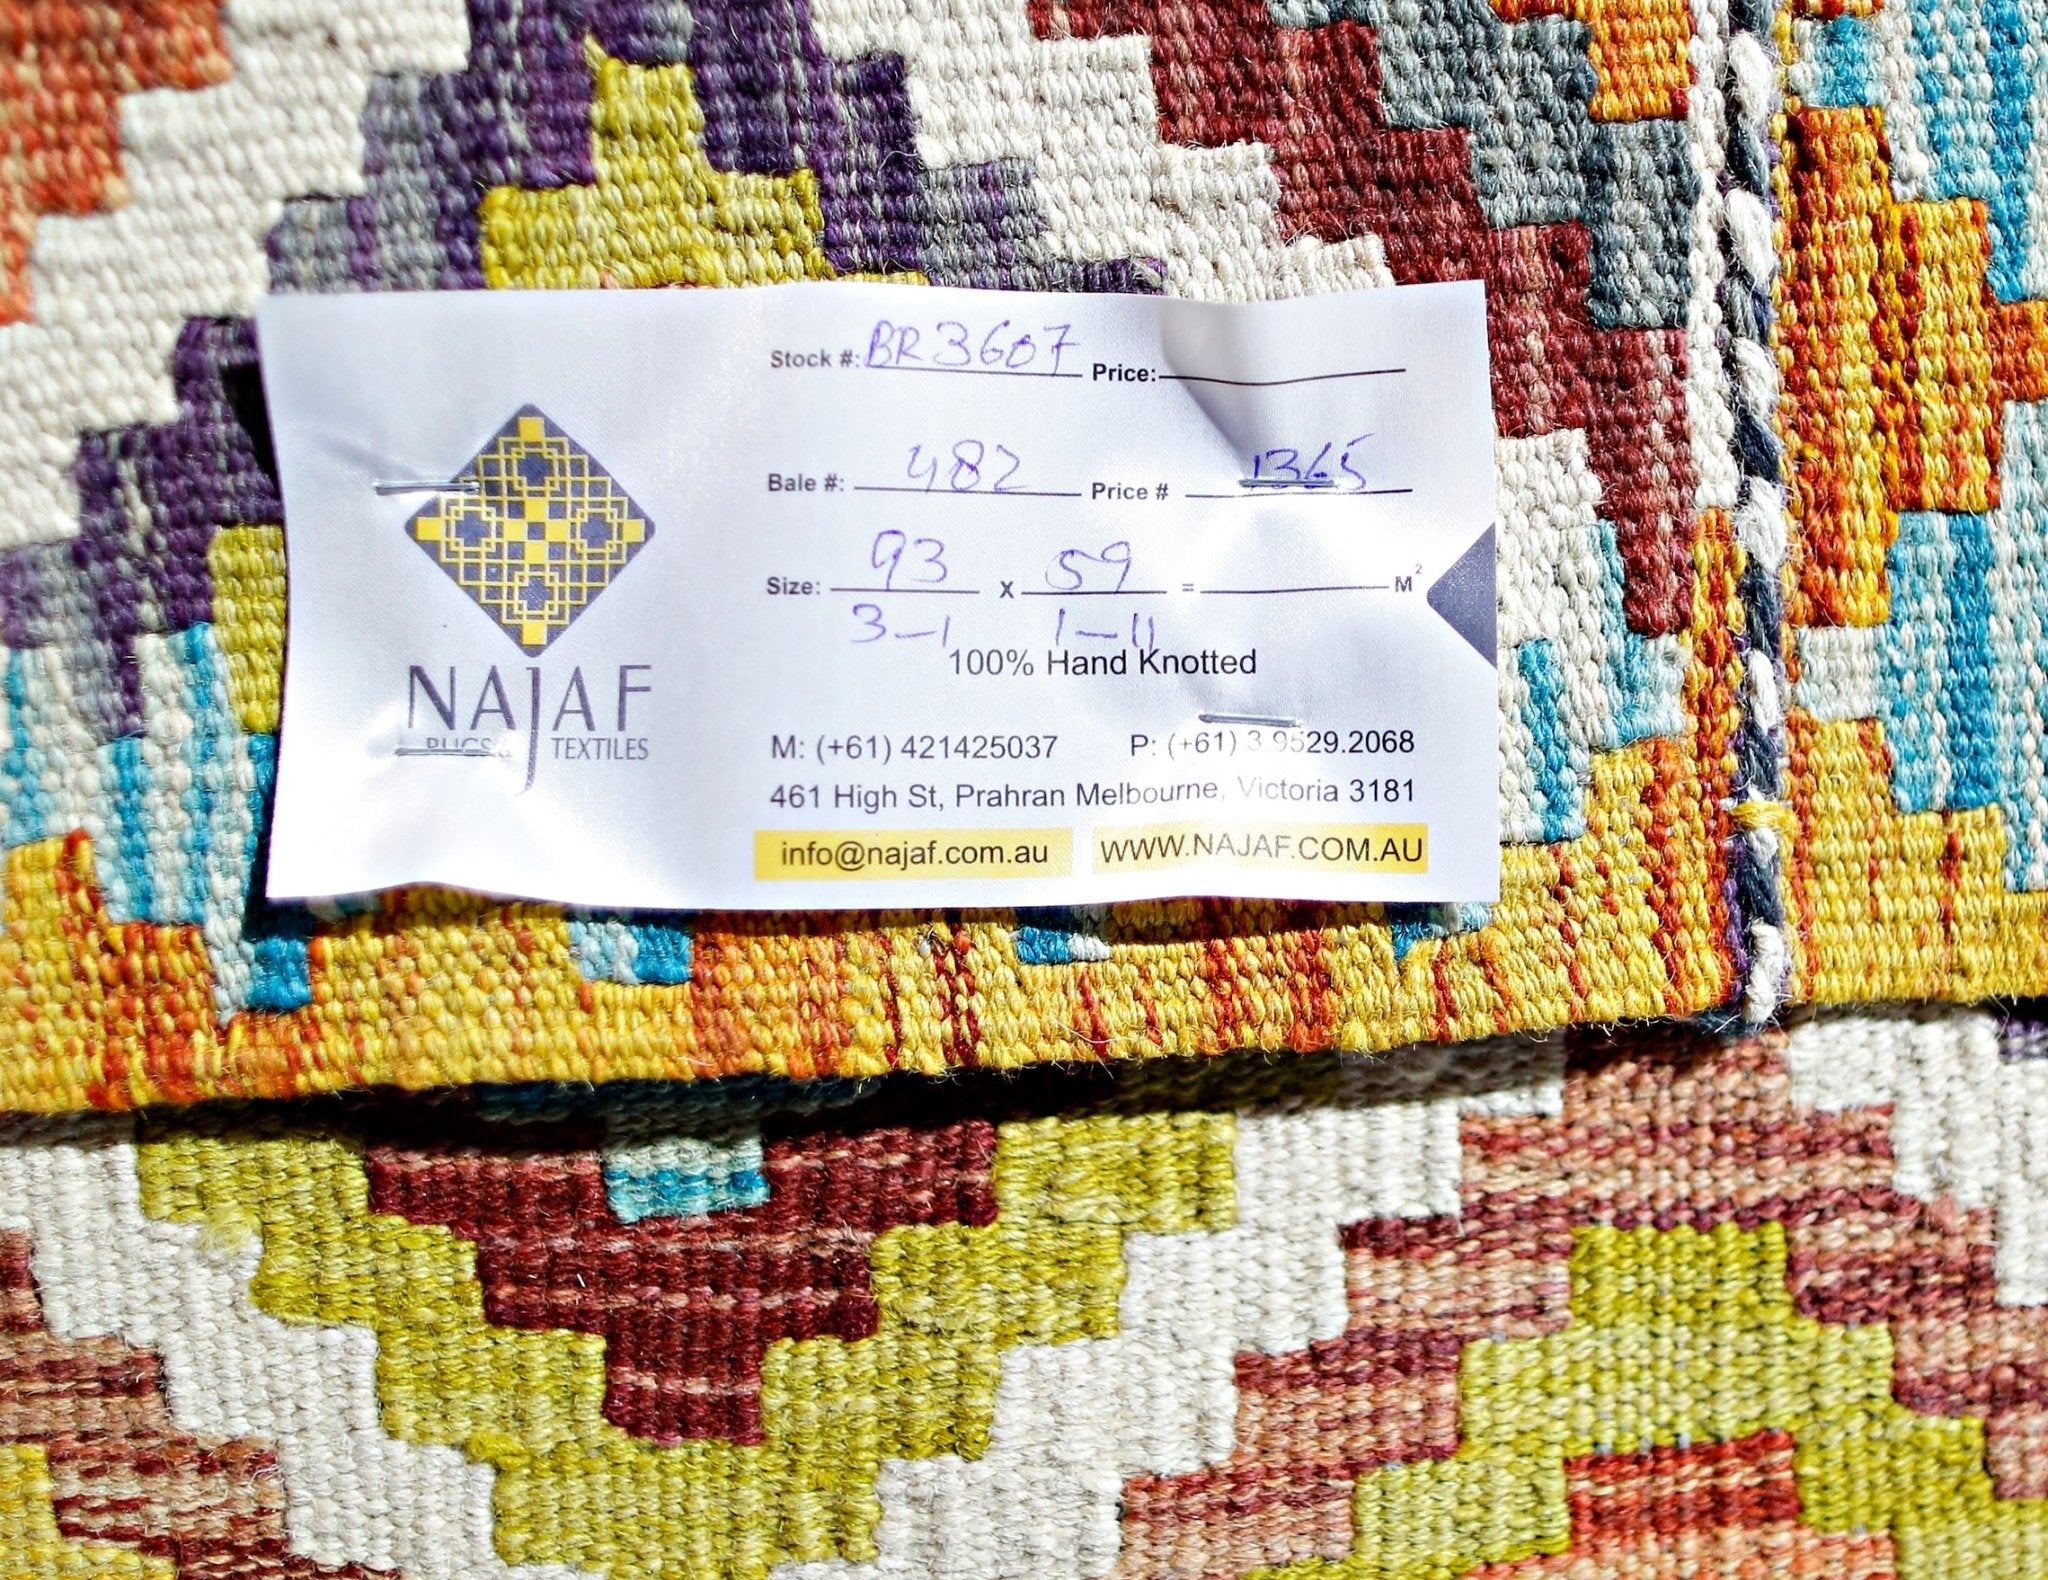 Stock #: BR3607 Price:
Bale #: 482 Price # 1365
Size: 93 x 59 = M²
3-1 1-11
100% Hand Knotted
NAJAF
RUGS & TEXTILES
M: (+61) 421425037 P: (+61) 3.9529.2068
461 High St, Prahran Melbourne, Victoria 3181
info@najaf.com.au WWW.NAJAF.COM.AU